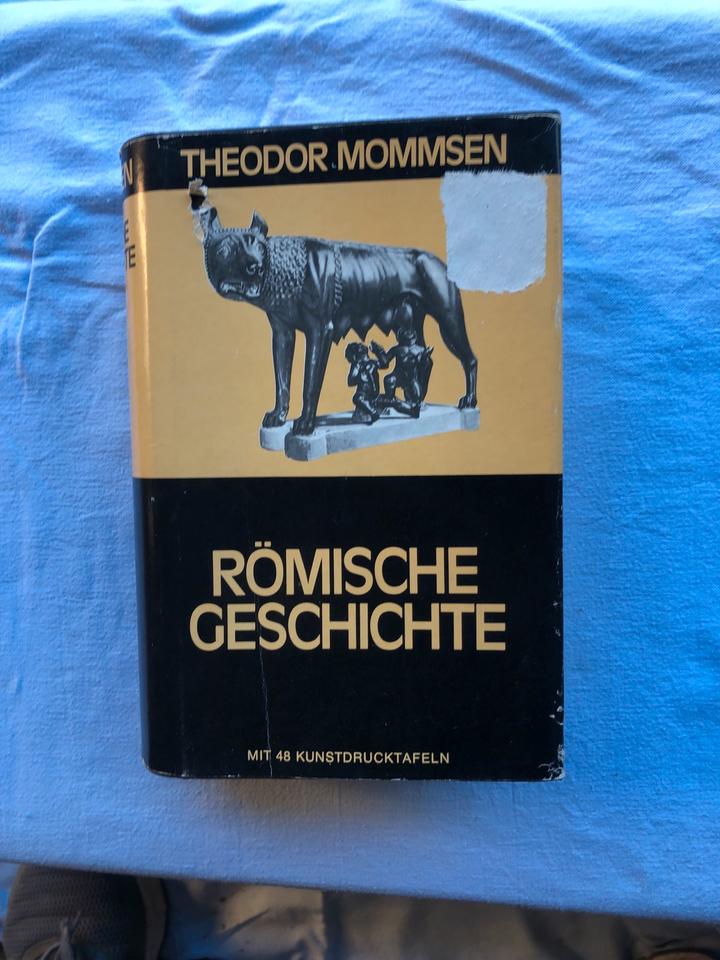 THEODOR MOMMSEN
RÖMISCHE
GESCHICHTE
MIT 48 KUNSTDRUCKTAFELN